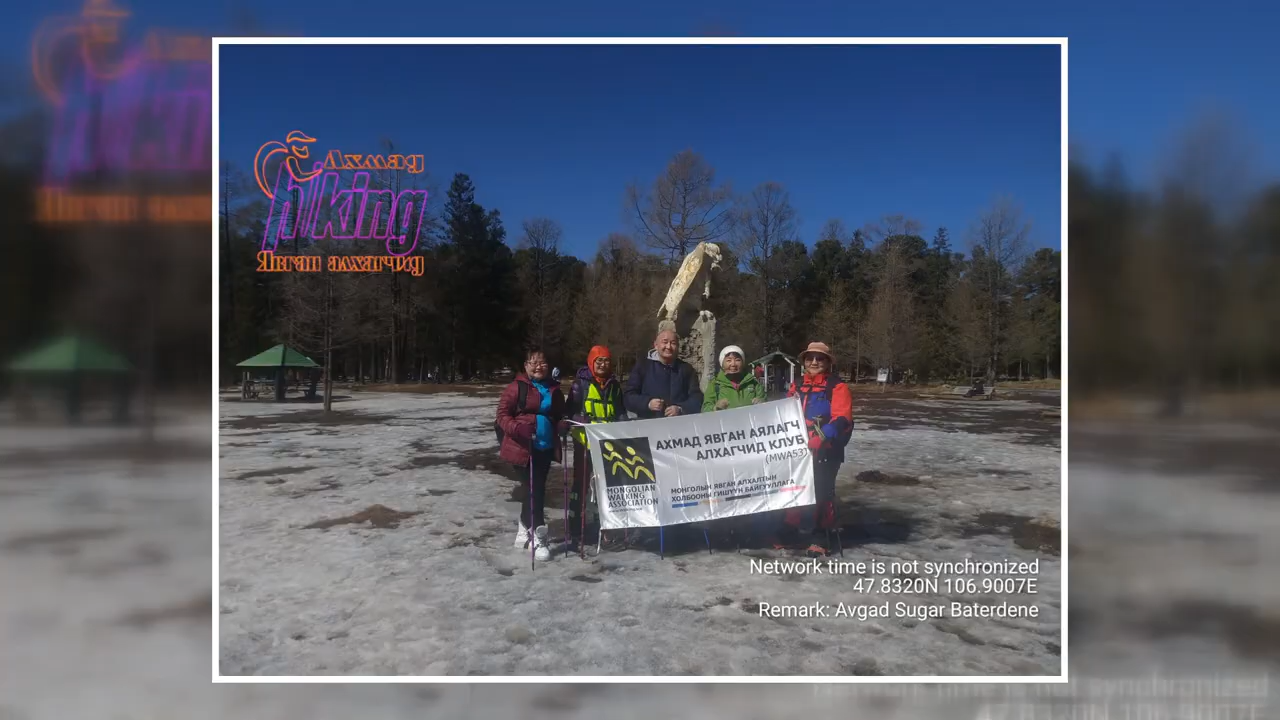 Ахмад
hiking
Явган алхагчид
АХМАД ЯВГАН АЯЛАГЧ
АЛХАГЧИД КЛУБ
(MWA53)
MONGOLIAN
WALKING
ASSOCIATION
МОНГОЛЫН ЯВГАН АЛХАЛТЫН
ХОЛБООНЫ ГИШҮҮН БАЙГУУЛЛАГА
Network time is not synchronized
47.8320N 106.9007E
Remark: Avgad Sugar Baterdene